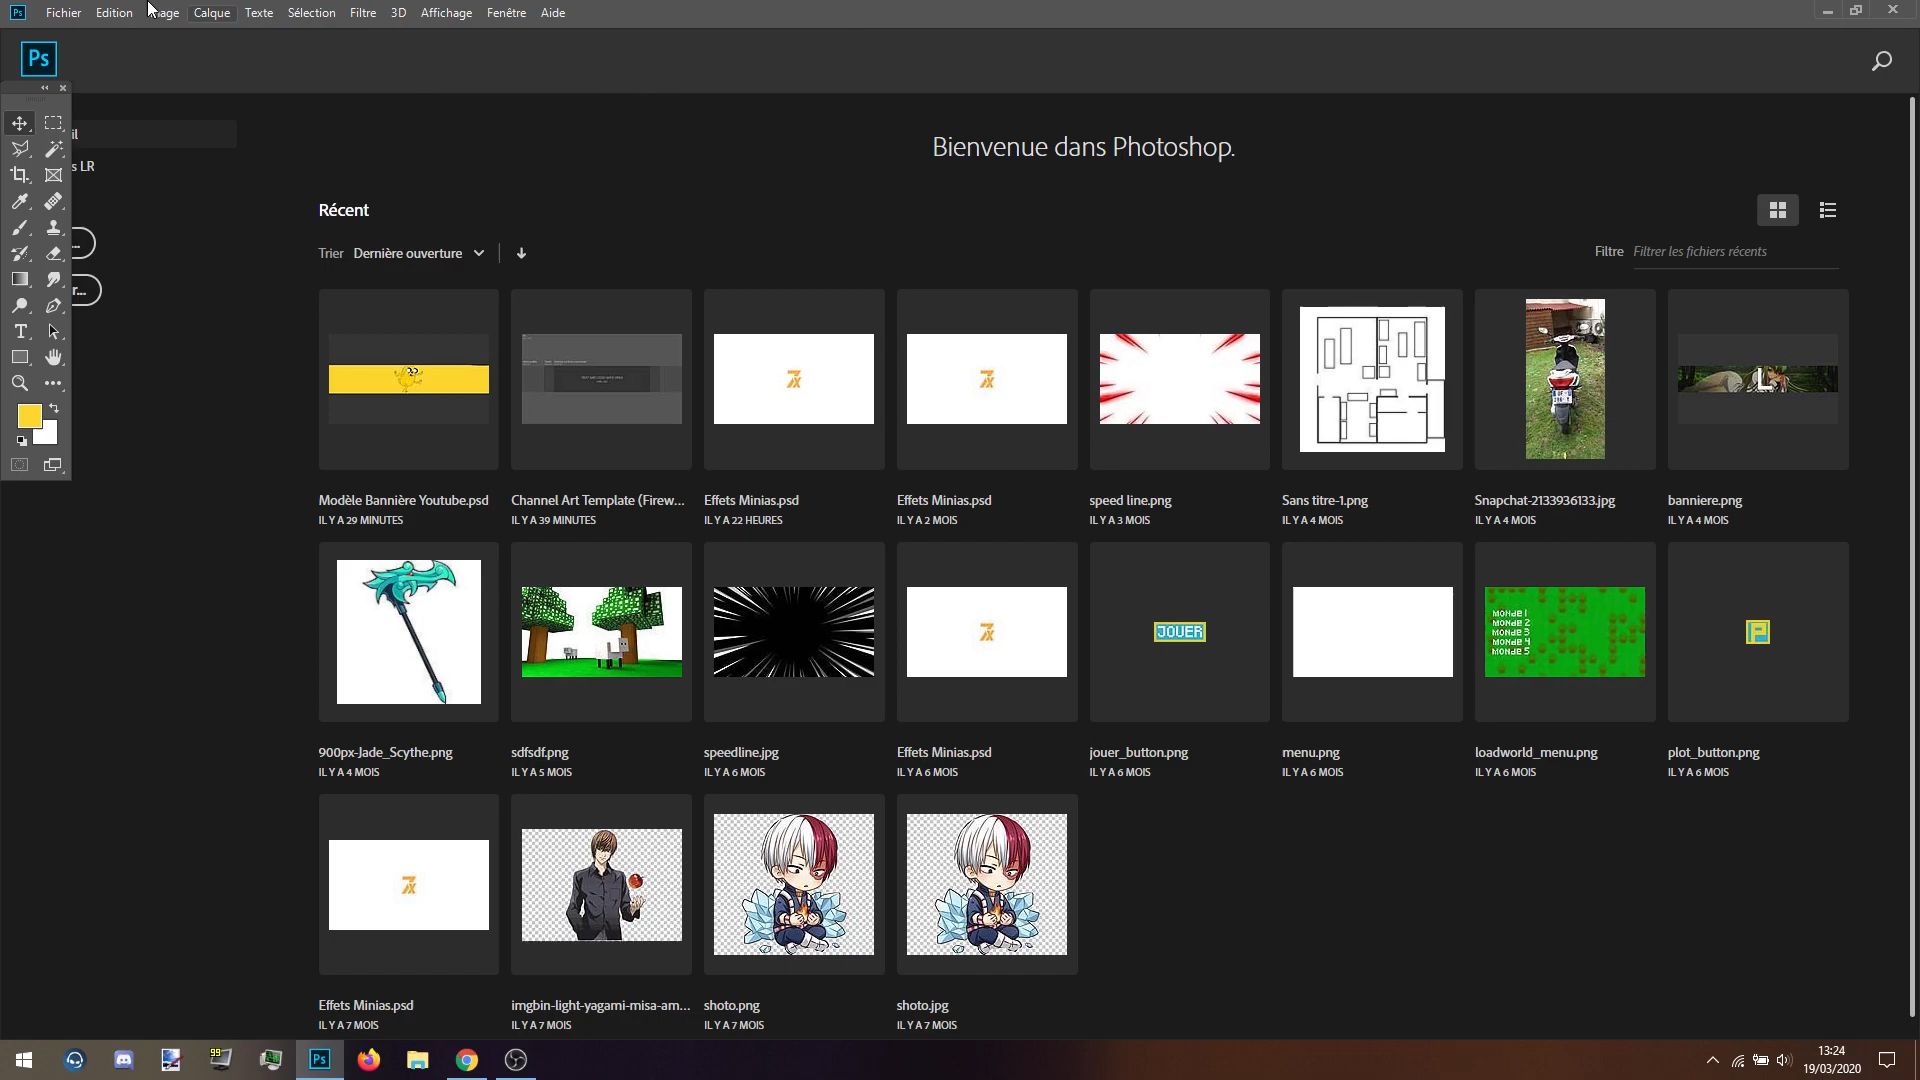 Ps Fichier Edition Image Calque Texte Sélection Filtre 3D Affichage Fenêtre Aide
Ps
il
s LR
...
r...
Bienvenue dans Photoshop.
Récent
Trier Dernière ouverture
Filtre Filtrer les fichiers récents
Modèle Bannière Youtube.psd
IL Y A 29 MINUTES
Channel Art Template (Firew...
IL Y A 39 MINUTES
Effets Minias.psd
IL Y A 22 HEURES
Effets Minias.psd
IL Y A 2 MOIS
speed line.png
IL Y A 3 MOIS
Sans titre-1.png
IL Y A 4 MOIS
Snapchat-2133936133.jpg
IL Y A 4 MOIS
L
banniere.png
IL Y A 4 MOIS
900px-Jade_Scythe.png
IL Y A 4 MOIS
sdfsdf.png
IL Y A 5 MOIS
speedline.jpg
IL Y A 6 MOIS
Effets Minias.psd
IL Y A 6 MOIS
JOUER
jouer_button.png
IL Y A 6 MOIS
menu.png
IL Y A 6 MOIS
Monde 1
Monde 2
Monde 3
Monde 4
Monde 5
loadworld_menu.png
IL Y A 6 MOIS
P
plot_button.png
IL Y A 6 MOIS
Effets Minias.psd
IL Y A 7 MOIS
imgbin-light-yagami-misa-am...
IL Y A 7 MOIS
shoto.png
IL Y A 7 MOIS
shoto.jpg
IL Y A 7 MOIS
99
Ps
13:24
19/03/2020